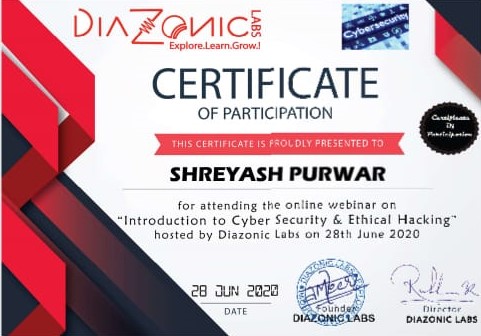 DIAZONIC LABS
Explore.Learn.Grow.!
Cybersecurity
CERTIFICATE
OF PARTICIPATION
THIS CERTIFICATE IS PROUDLY PRESENTED TO
Certificate
Of
Participation
SHREYASH PURWAR
for attending the online webinar on
"Introduction to Cyber Security & Ethical Hacking"
hosted by Diazonic Labs on 28th June 2020
28 JUN 2020
DATE
Founder
DIAZONIC LABS
Director
DIAZONIC LABS